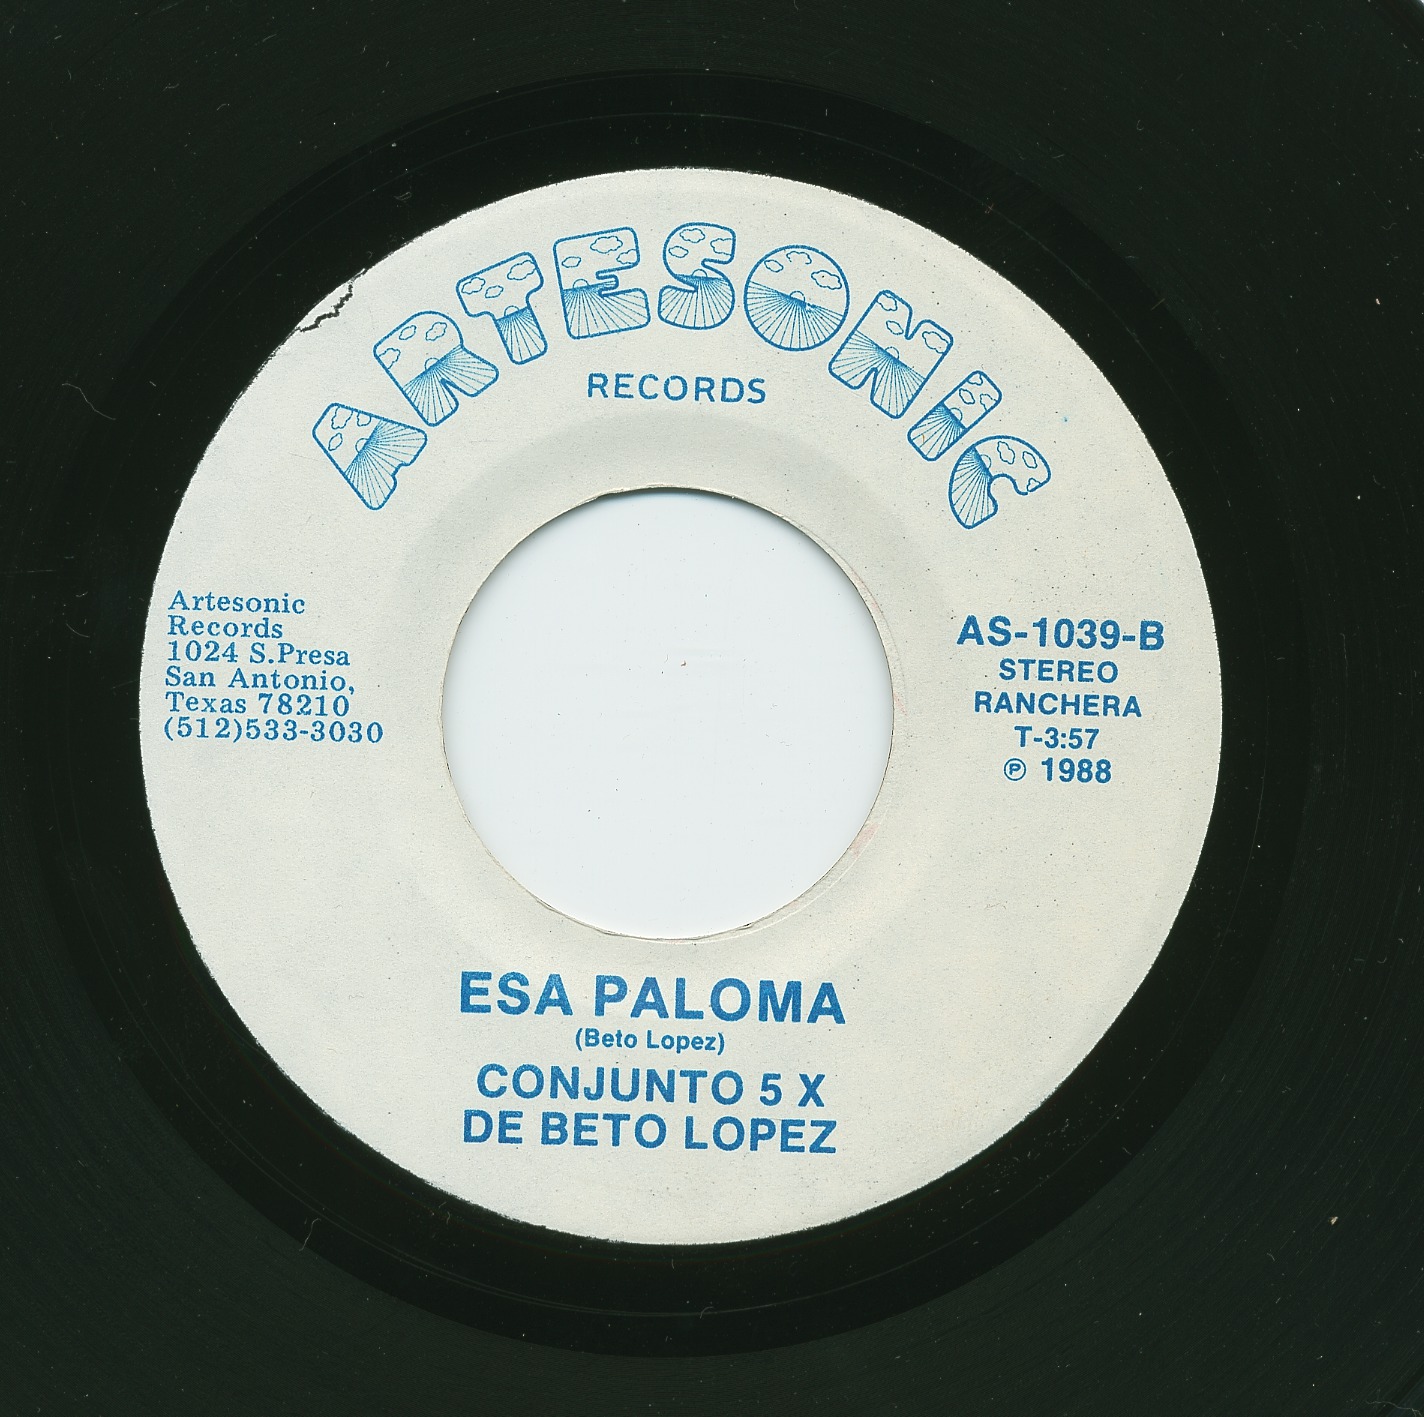 ARTESONIC
RECORDS
Artesonic
Records
1024 S.Presa
San Antonio,
Texas 78210
(512)533-3030
AS-1039-B
STEREO
RANCHERA
T-3:57
℗ 1988
ESA PALOMA
(Beto Lopez)
CONJUNTO 5 X
DE BETO LOPEZ